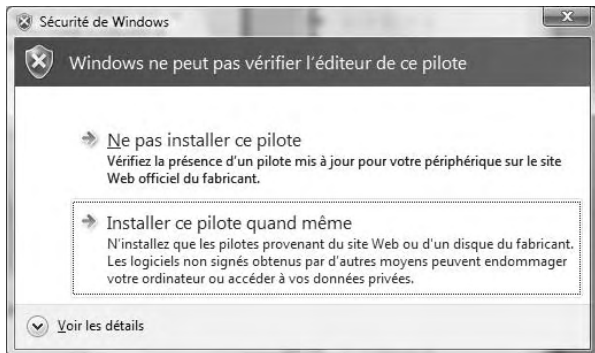 Sécurité de Windows
Windows ne peut pas vérifier l'éditeur de ce pilote
Ne pas installer ce pilote
Vérifiez la présence d'un pilote mis à jour pour votre périphérique sur le site
Web officiel du fabricant.
Installer ce pilote quand même
N'installez que les pilotes provenant du site Web ou d'un disque du fabricant.
Les logiciels non signés obtenus par d'autres moyens peuvent endommager
votre ordinateur ou accéder à vos données privées.
Voir les détails